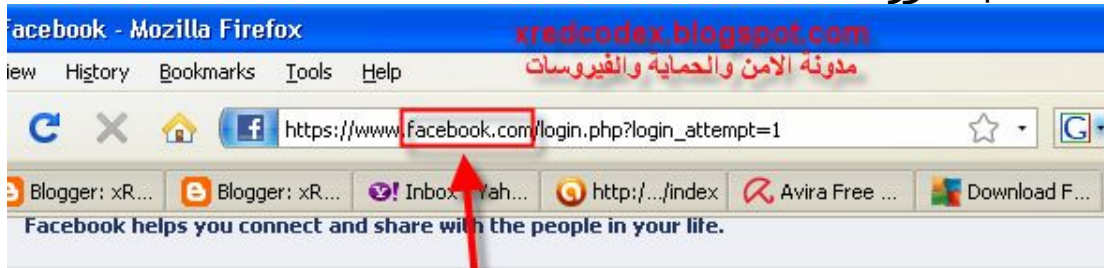 Facebook - Mozilla Firefox
xredcodex.blogspot.com
iew History Bookmarks Tools Help
مدونة الامن والحماية والفيروسات
https://www.facebook.com/login.php?login_attempt=1
Blogger: xR... Blogger: xR... Inbox Yah... http:/.../index Avira Free ... Download F...
Facebook helps you connect and share with the people in your life.